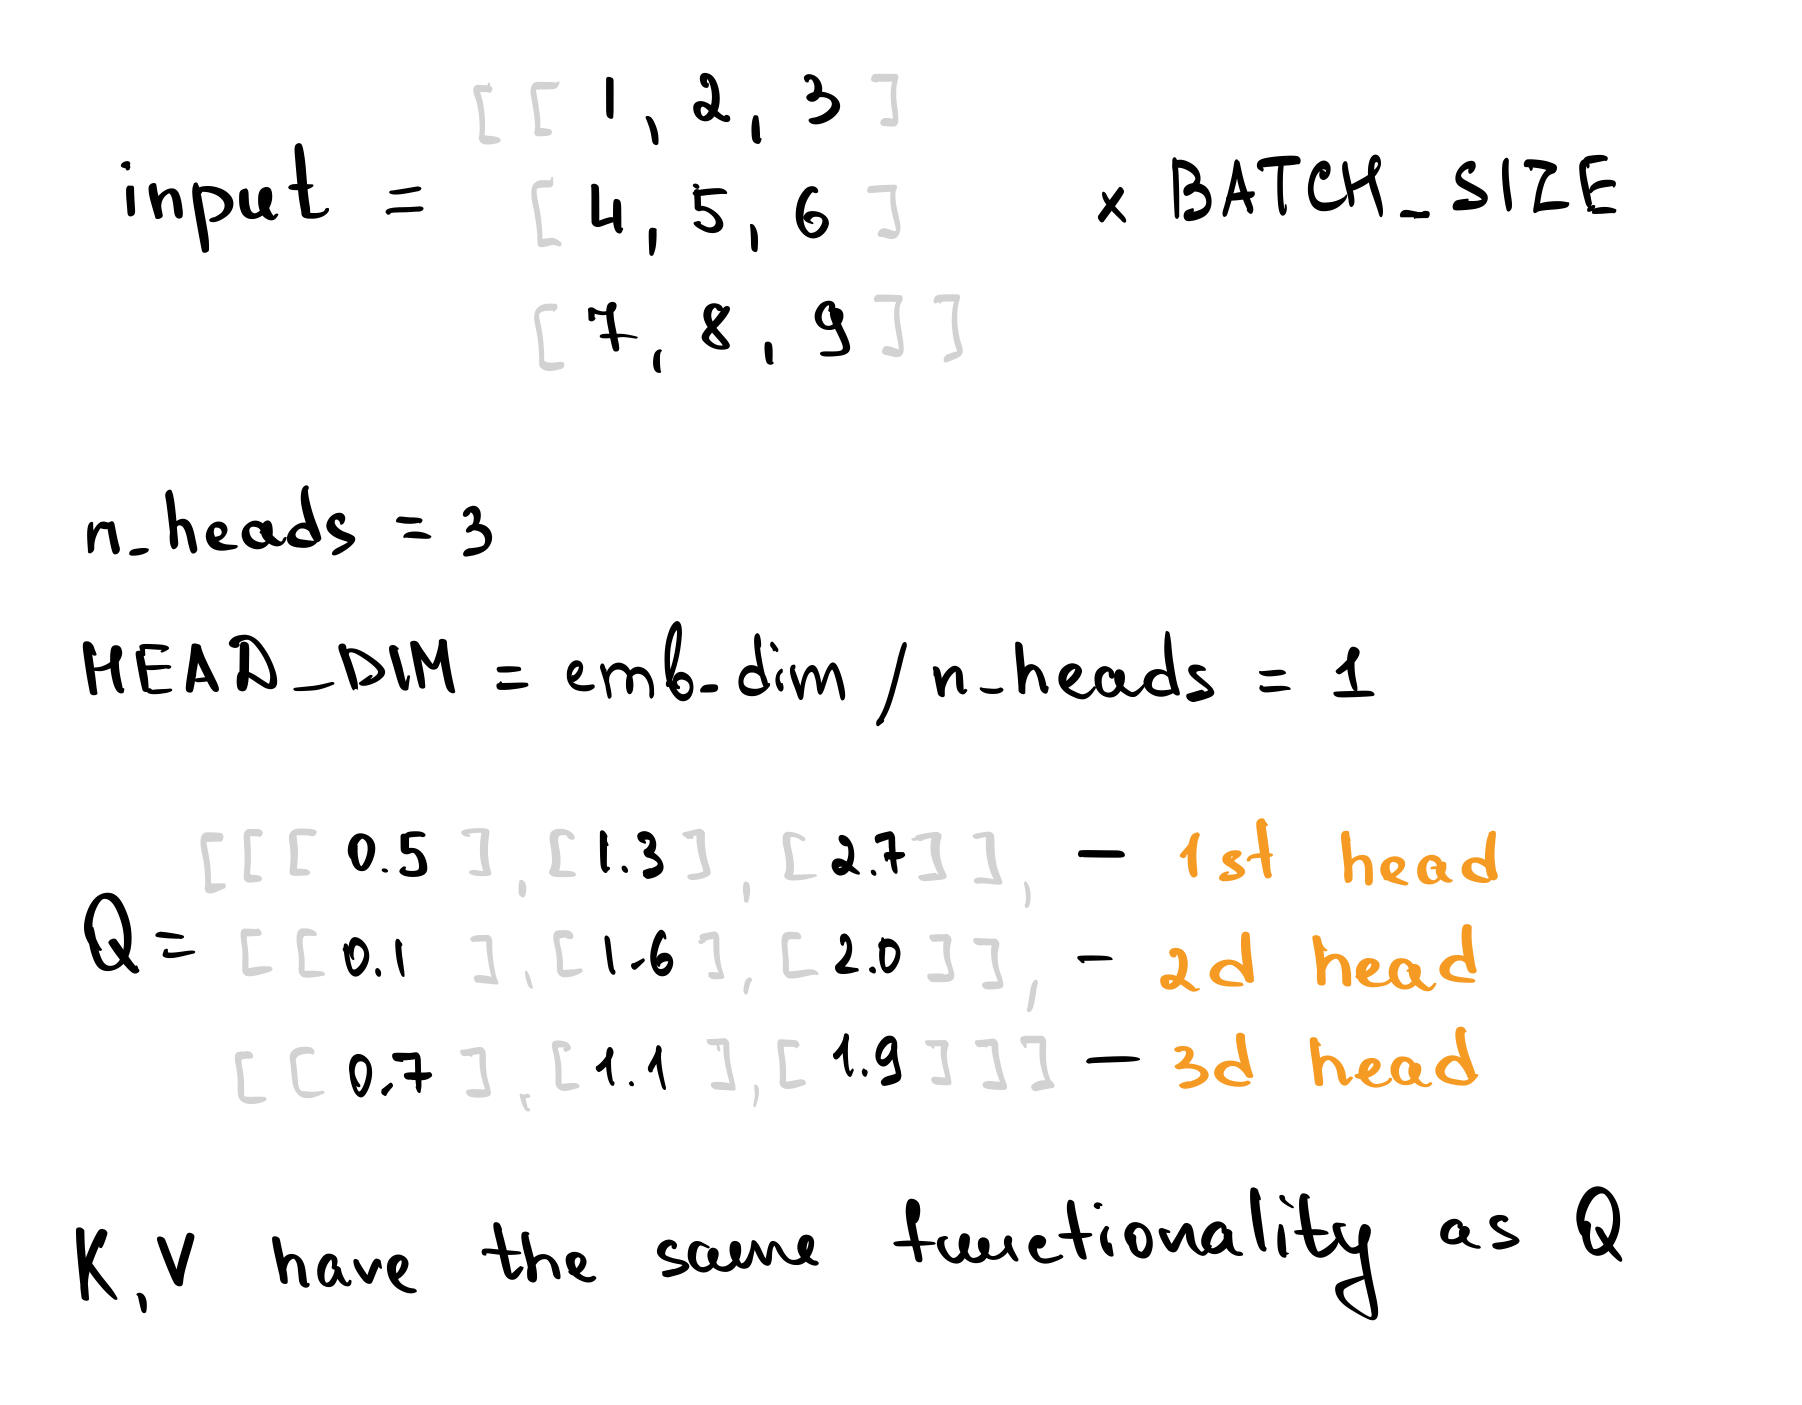 [[1, 2, 3]
input = [4, 5, 6] x BATCH_SIZE
[7, 8, 9]]
n_heads = 3
HEAD_DIM = emb_dim / n_heads = 1
[[[0.5], [1.3], [2.7]], — 1st head
Q = [[0.1], [1.6], [2.0]], — 2d head
[[0.7], [1.1], [1.9]]] — 3d head
K, V have the same functionality as Q